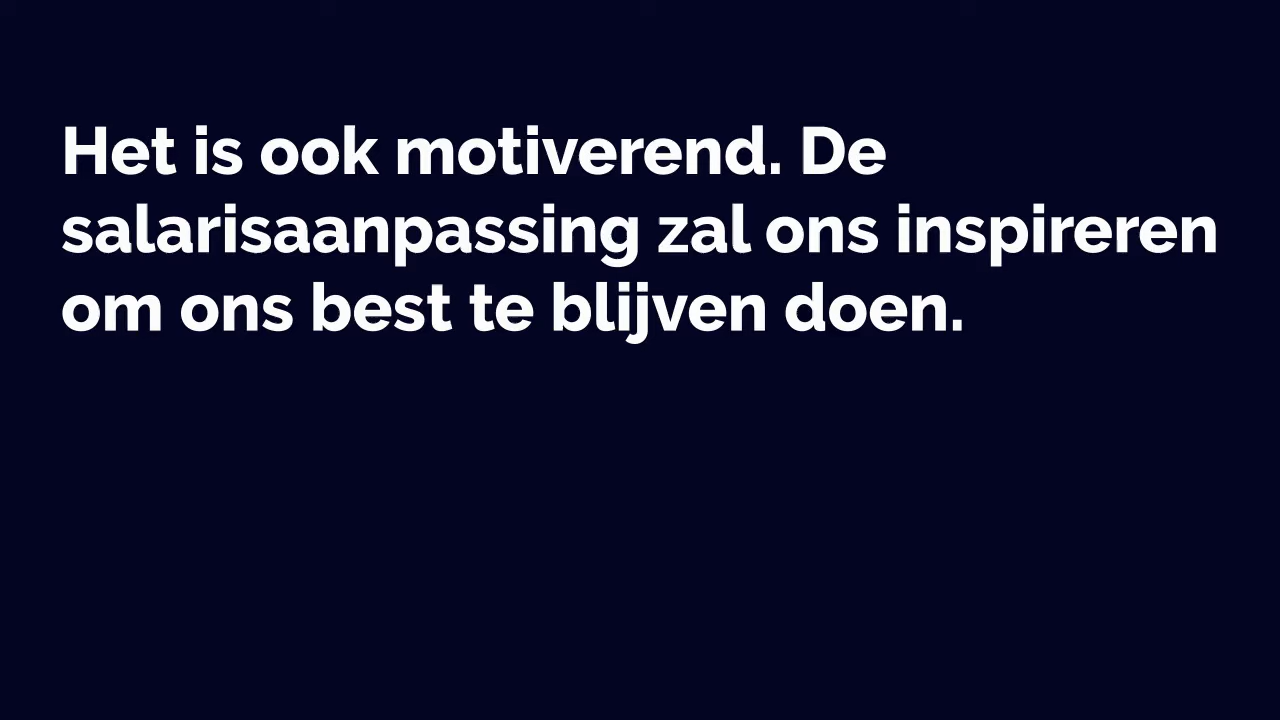 Het is ook motiverend. De
salarisaanpassing zal ons inspireren
om ons best te blijven doen.